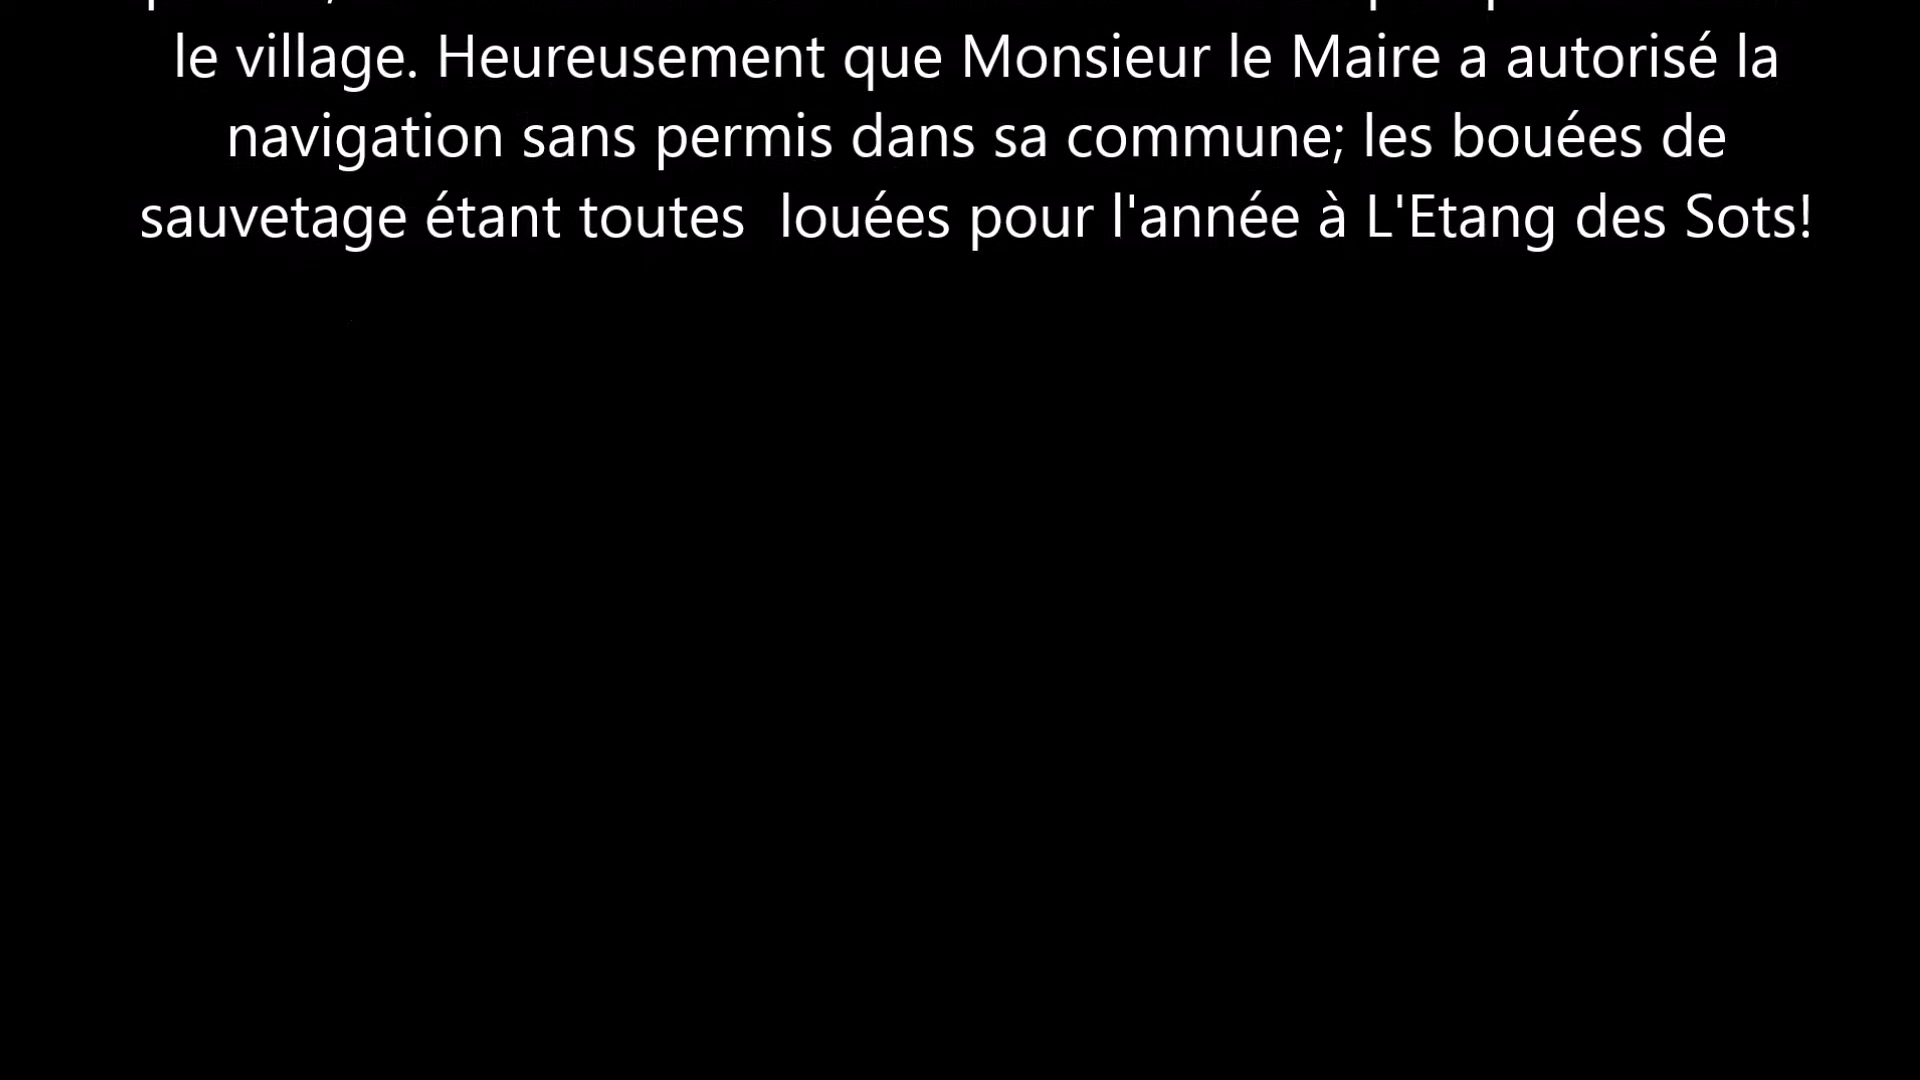 le village. Heureusement que Monsieur le Maire a autorisé la
navigation sans permis dans sa commune; les bouées de
sauvetage étant toutes  louées pour l'année à L'Etang des Sots!